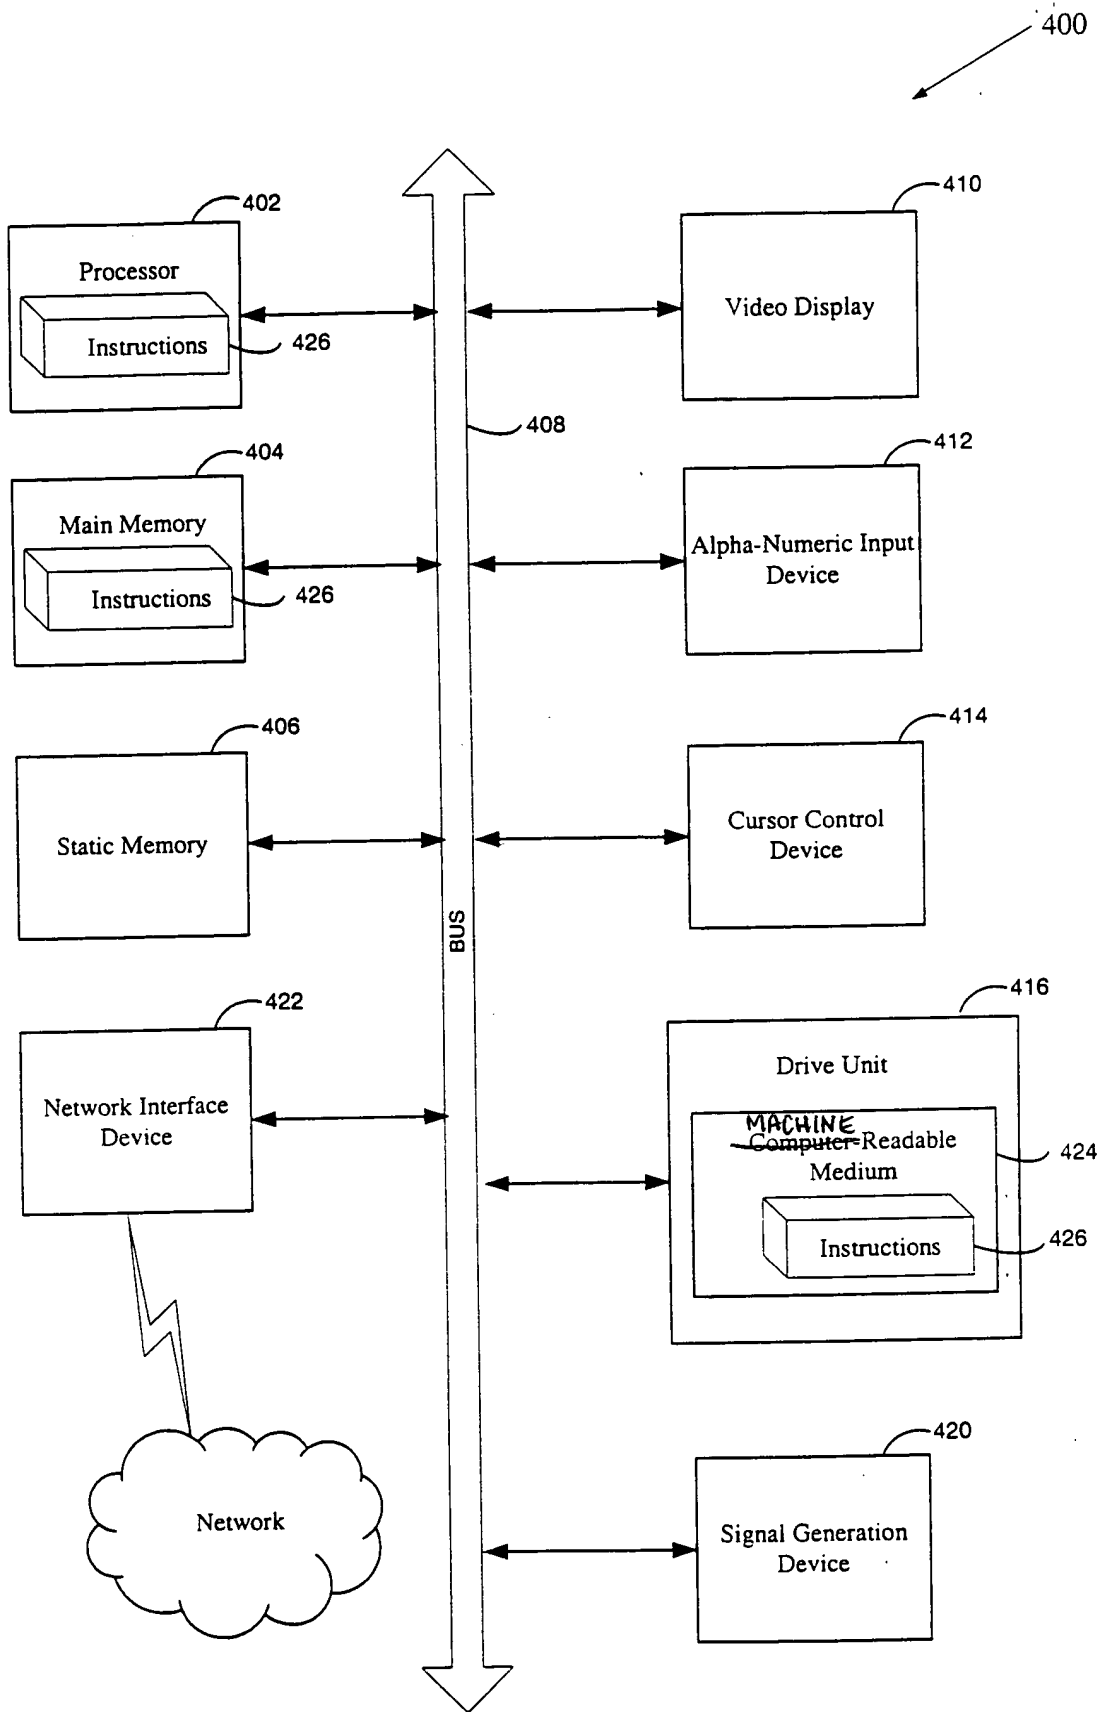 400
402
Processor
Instructions
426
410
Video Display
408
404
Main Memory
Instructions
426
412
Alpha-Numeric Input
Device
406
Static Memory
414
Cursor Control
Device
BUS
422
Network Interface
Device
416
Drive Unit
MACHINE
Computer-Readable
Medium
424
Instructions
426
Network
420
Signal Generation
Device